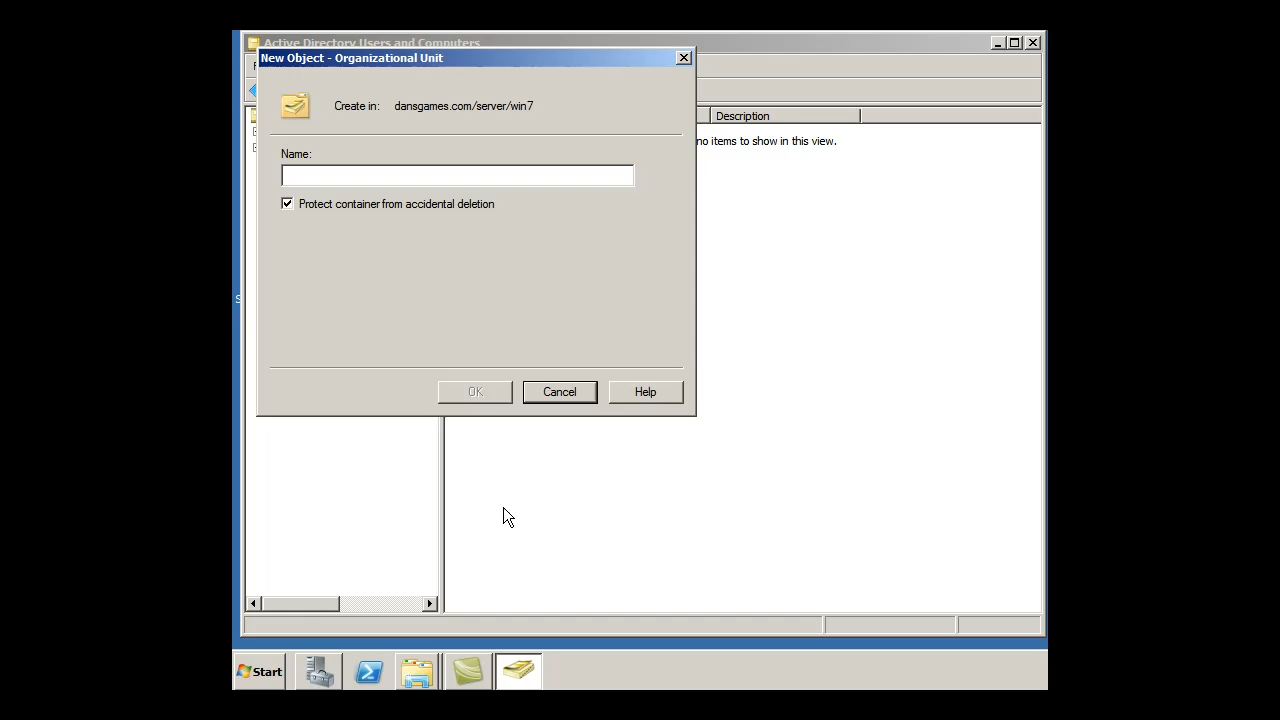 Active Directory Users and Computers
New Object - Organizational Unit
Create in: dansgames.com/server/win7
Description
no items to show in this view.
Name:
Protect container from accidental deletion
OK Cancel Help
Start